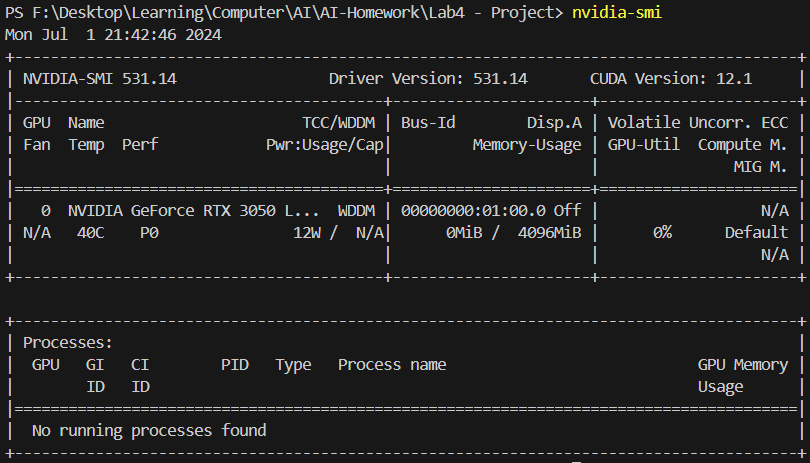 PS F:\Desktop\Learning\Computer\AI\AI-Homework\Lab4 - Project> nvidia-smi
Mon Jul  1 21:42:46 2024
+---------------------------------------------------------------------------------------+
| NVIDIA-SMI 531.14                 Driver Version: 531.14       CUDA Version: 12.1     |
|-----------------------------------------+----------------------+----------------------+
| GPU  Name                      TCC/WDDM | Bus-Id        Disp.A | Volatile Uncorr. ECC |
| Fan  Temp  Perf            Pwr:Usage/Cap|         Memory-Usage | GPU-Util  Compute M. |
|                                         |                      |               MIG M. |
|=========================================+======================+======================|
|   0  NVIDIA GeForce RTX 3050 L...  WDDM | 00000000:01:00.0 Off |                  N/A |
| N/A   40C    P0               12W /  N/A|      0MiB /  4096MiB |      0%      Default |
|                                         |                      |                  N/A |
+-----------------------------------------+----------------------+----------------------+

+---------------------------------------------------------------------------------------+
| Processes:                                                                            |
|  GPU   GI   CI        PID   Type   Process name                            GPU Memory |
|        ID   ID                                                             Usage      |
|=======================================================================================|
|  No running processes found                                                           |
+---------------------------------------------------------------------------------------+